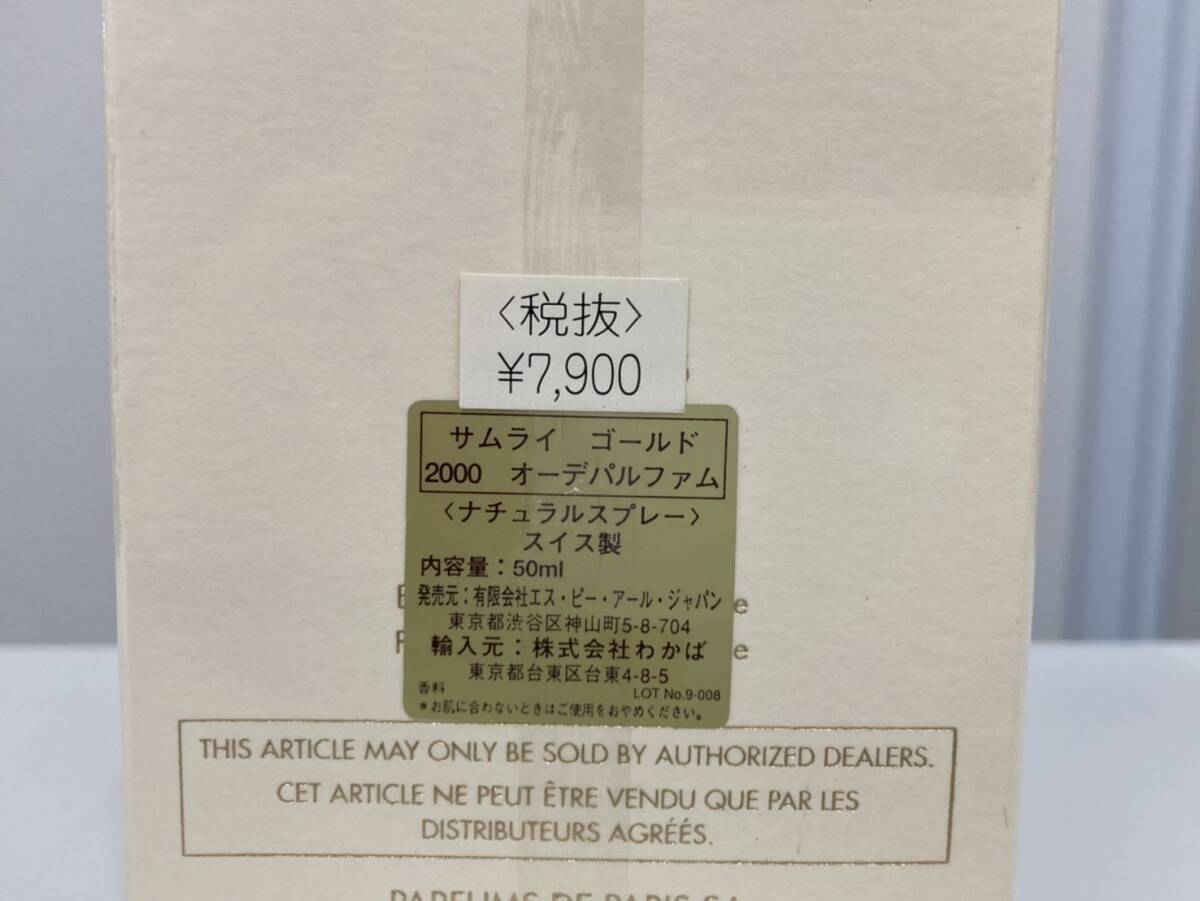 〈税抜〉
¥7,900
サムライ ゴールド
2000 オーデパルファム
〈ナチュラルスプレー〉
スイス製
内容量：50ml
発売元：有限会社エス・ピー・アール・ジャパン
東京都渋谷区神山町5-8-704
輸入元：株式会社わかば
東京都台東区台東4-8-5
香料 LOT No.9-008
＊お肌に合わないときはご使用をおやめください。
THIS ARTICLE MAY ONLY BE SOLD BY AUTHORIZED DEALERS.
CET ARTICLE NE PEUT ÊTRE VENDU QUE PAR LES
DISTRIBUTEURS AGRÉÉS.
PARFUMS DE PARIS SA